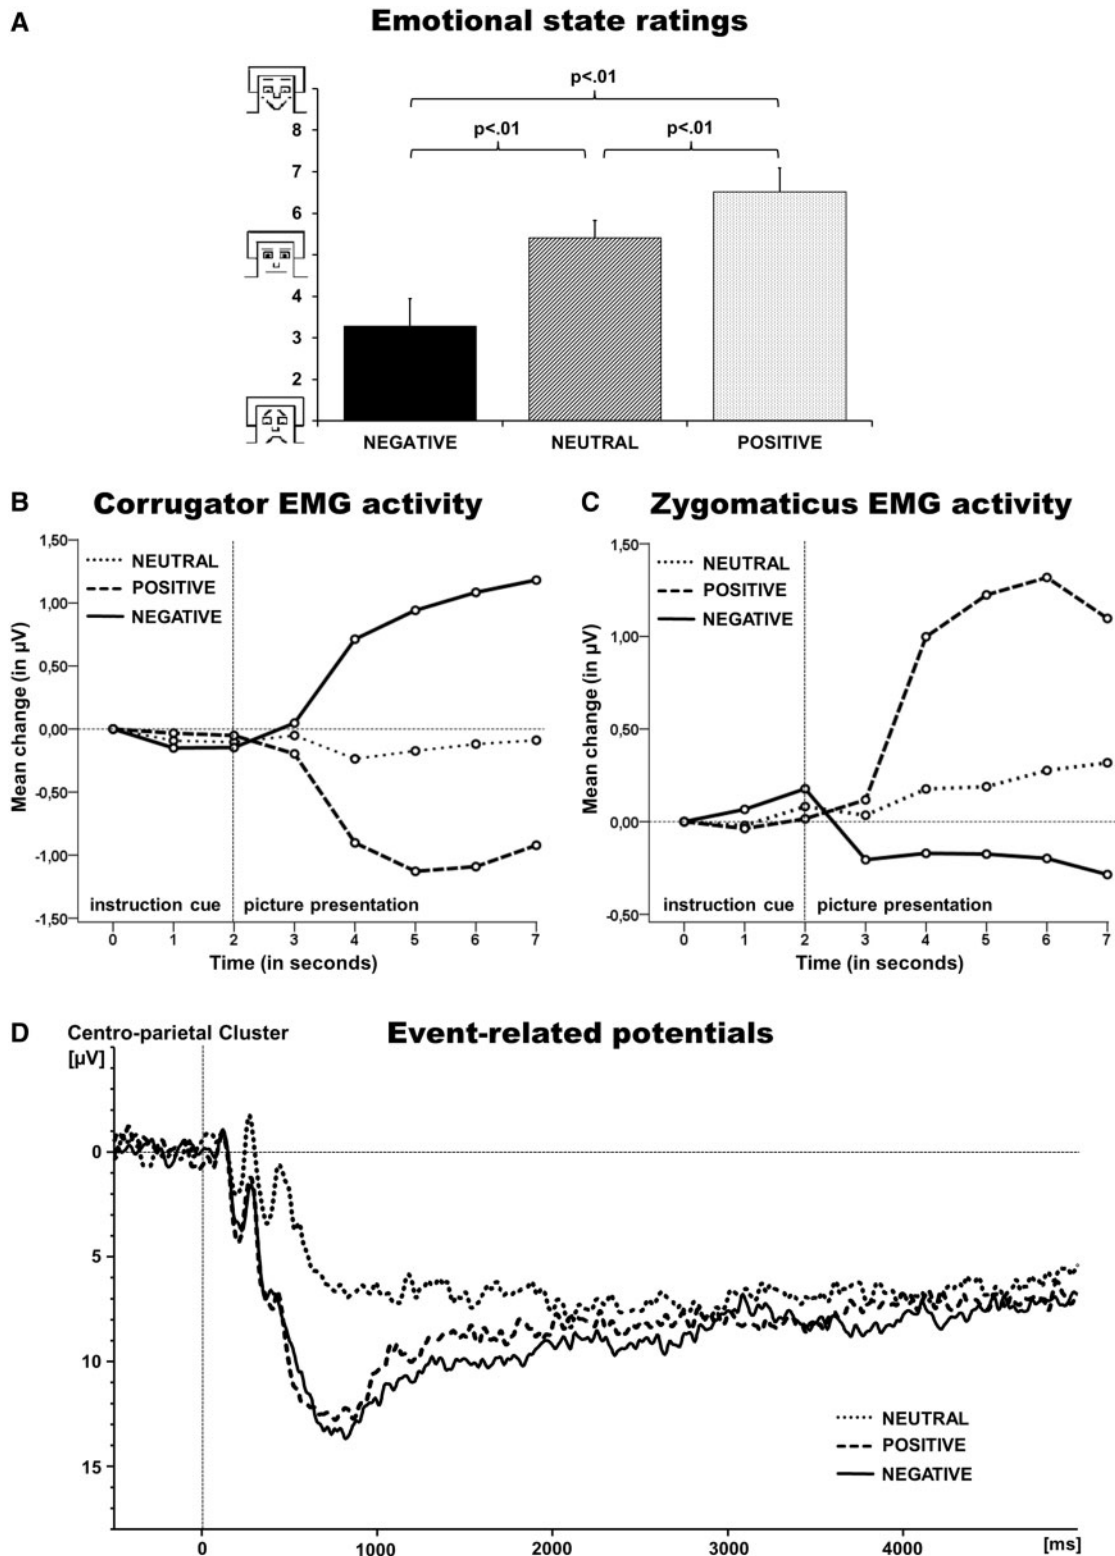 A
Emotional state ratings
p<.01
p<.01 p<.01
8
7
6
4
3
2
NEGATIVE NEUTRAL POSITIVE
B
Corrugator EMG activity
1,50
1,00
0,50
0,00
-0,50
-1,00
-1,50
Mean change (in µV)
NEUTRAL
POSITIVE
NEGATIVE
instruction cue picture presentation
0 1 2 3 4 5 6 7
Time (in seconds)
C
Zygomaticus EMG activity
1,50
1,00
0,50
0,00
-0,50
Mean change (in µV)
NEUTRAL
POSITIVE
NEGATIVE
instruction cue picture presentation
0 1 2 3 4 5 6 7
Time (in seconds)
D
Centro-parietal Cluster
[µV]
Event-related potentials
0
5
10
15
NEUTRAL
POSITIVE
NEGATIVE
0 1000 2000 3000 4000 [ms]